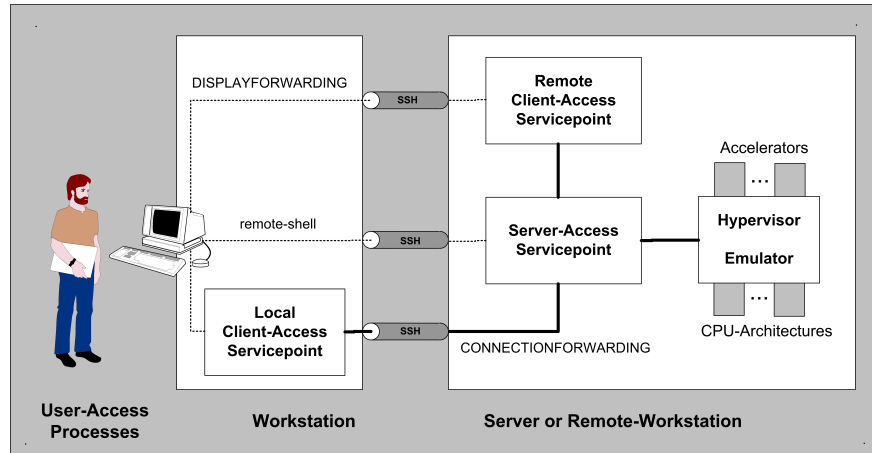 DISPLAYFORWARDING
SSH
Remote
Client-Access
Servicepoint
Accelerators
...
remote-shell
SSH
Server-Access
Servicepoint
Hypervisor
Emulator
...
CPU-Architectures
Local
Client-Access
Servicepoint
SSH
CONNECTIONFORWARDING
User-Access
Processes
Workstation
Server or Remote-Workstation